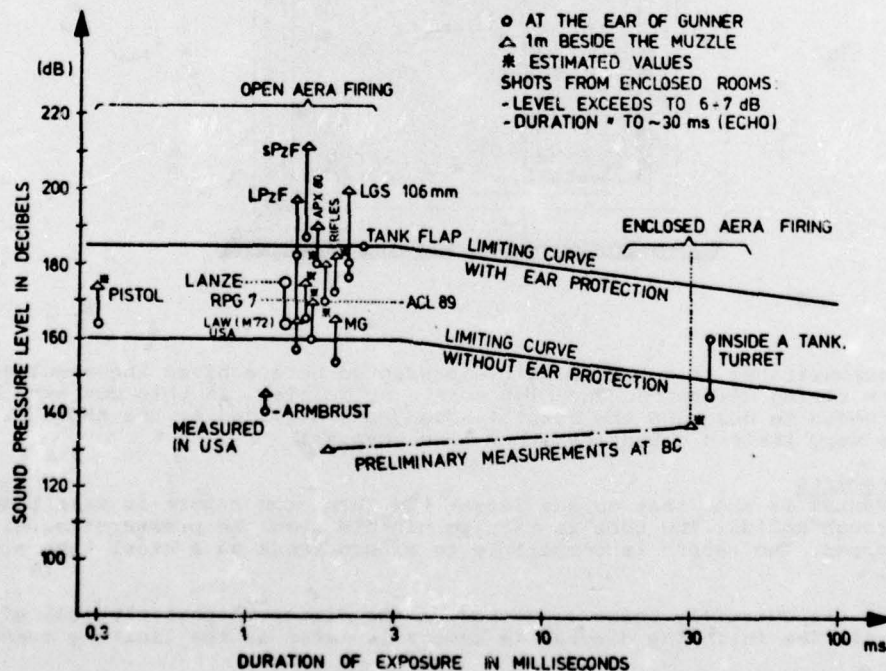 ○ AT THE EAR OF GUNNER
△ 1m BESIDE THE MUZZLE
* ESTIMATED VALUES
SHOTS FROM ENCLOSED ROOMS:
-LEVEL EXCEEDS TO 6÷7 dB
-DURATION " TO ~30 ms (ECHO)
(dB)
220
200
180
160
140
120
100
SOUND PRESSURE LEVEL IN DECIBELS
OPEN AERA FIRING
sPzF
LPzF
APX 80
RIFLES
LGS 106mm
TANK FLAP
ENCLOSED AERA FIRING
LIMITING CURVE
WITH EAR PROTECTION
PISTOL
LANZE
RPG 7
ACL 89
LAW (M72)
USA
MG
LIMITING CURVE
WITHOUT EAR PROTECTION
INSIDE A TANK,
TURRET
ARMBRUST
MEASURED
IN USA
PRELIMINARY MEASUREMENTS AT BC
0,3
1
3
10
30
100
ms
DURATION OF EXPOSURE IN MILLISECONDS